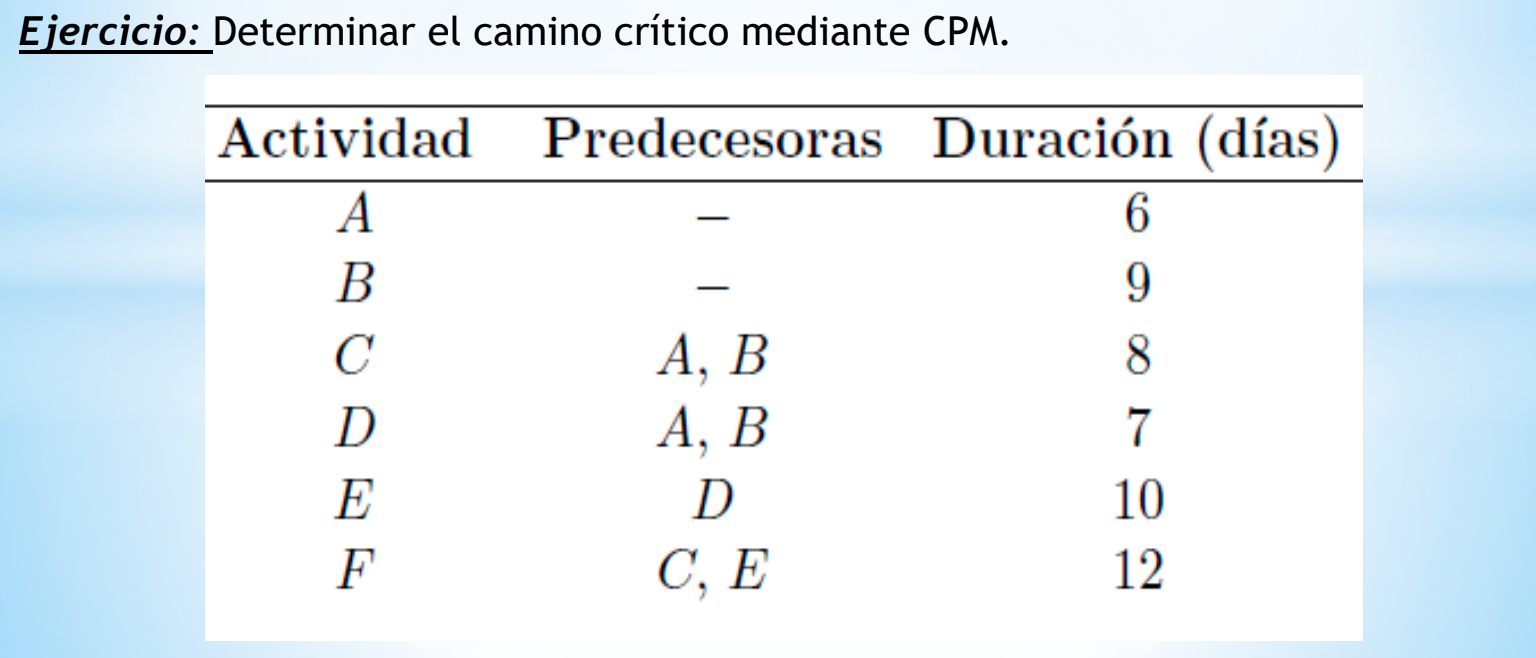 Ejercicio: Determinar el camino crítico mediante CPM.
Actividad Predecesoras Duración (días)
A – 6
B – 9
C A, B 8
D A, B 7
E D 10
F C, E 12